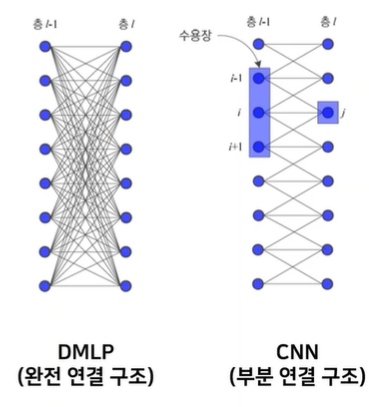 층 l-1
층 l
층 l-1
층 l
수용장
i-1
i
j
i+1
DMLP
(완전 연결 구조)
CNN
(부분 연결 구조)